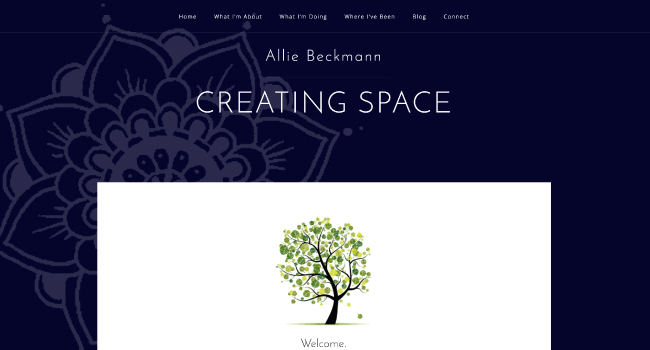 Home What I'm About What I'm Doing Where I've Been Blog Connect
Allie Beckmann
CREATING SPACE
Welcome.